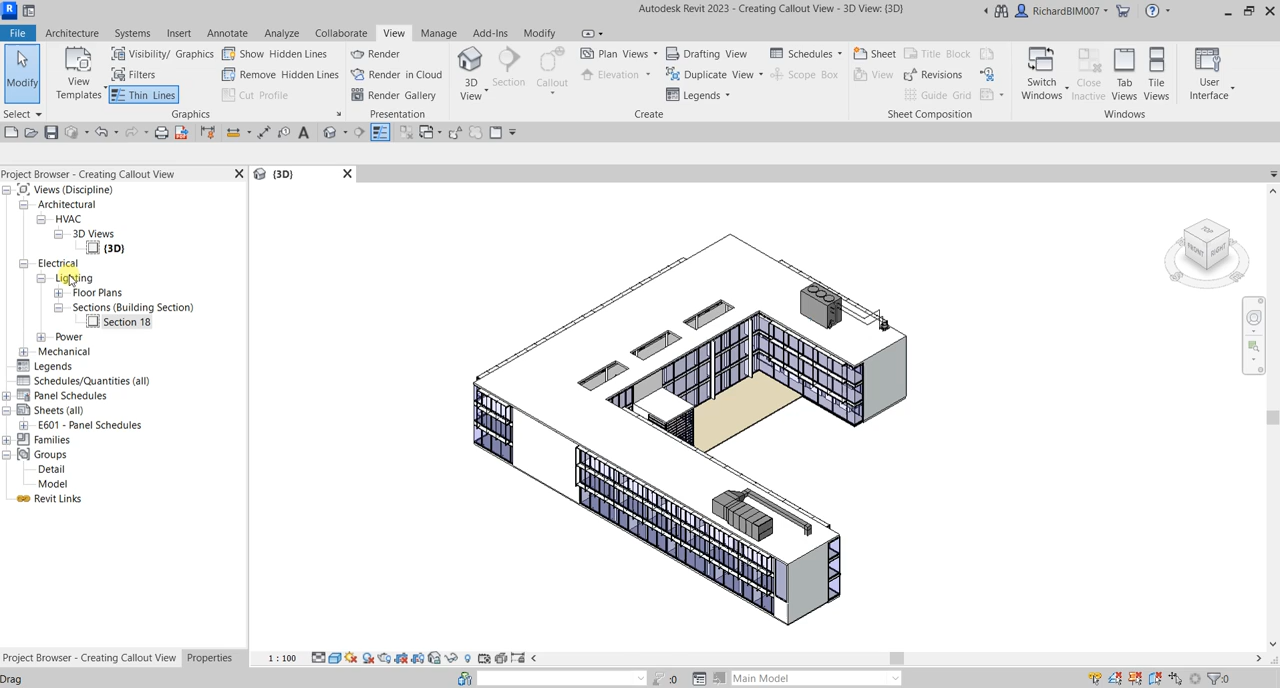 Autodesk Revit 2023 - Creating Callout View - 3D View: {3D}
RichardBIM007
File Architecture Systems Insert Annotate Analyze Collaborate View Manage Add-Ins Modify
Modify
View Templates
Visibility/ Graphics
Filters
Thin Lines
Show Hidden Lines
Remove Hidden Lines
Cut Profile
Render
Render in Cloud
Render Gallery
3D View
Section
Callout
Plan Views
Elevation
Drafting View
Duplicate View
Legends
Schedules
Scope Box
Sheet
View
Title Block
Revisions
Guide Grid
Switch Windows
Close Inactive
Tab Views
Tile Views
User Interface
Select Graphics Presentation Create Sheet Composition Windows
Project Browser - Creating Callout View
{3D}
Views (Discipline)
Architectural
HVAC
3D Views
{3D}
Electrical
Lighting
Floor Plans
Sections (Building Section)
Section 18
Power
Mechanical
Legends
Schedules/Quantities (all)
Panel Schedules
Sheets (all)
E601 - Panel Schedules
Families
Groups
Detail
Model
Revit Links
TOP
FRONT RIGHT
Project Browser - Creating Callout View Properties
1 : 100
Drag
:0
Main Model
:0